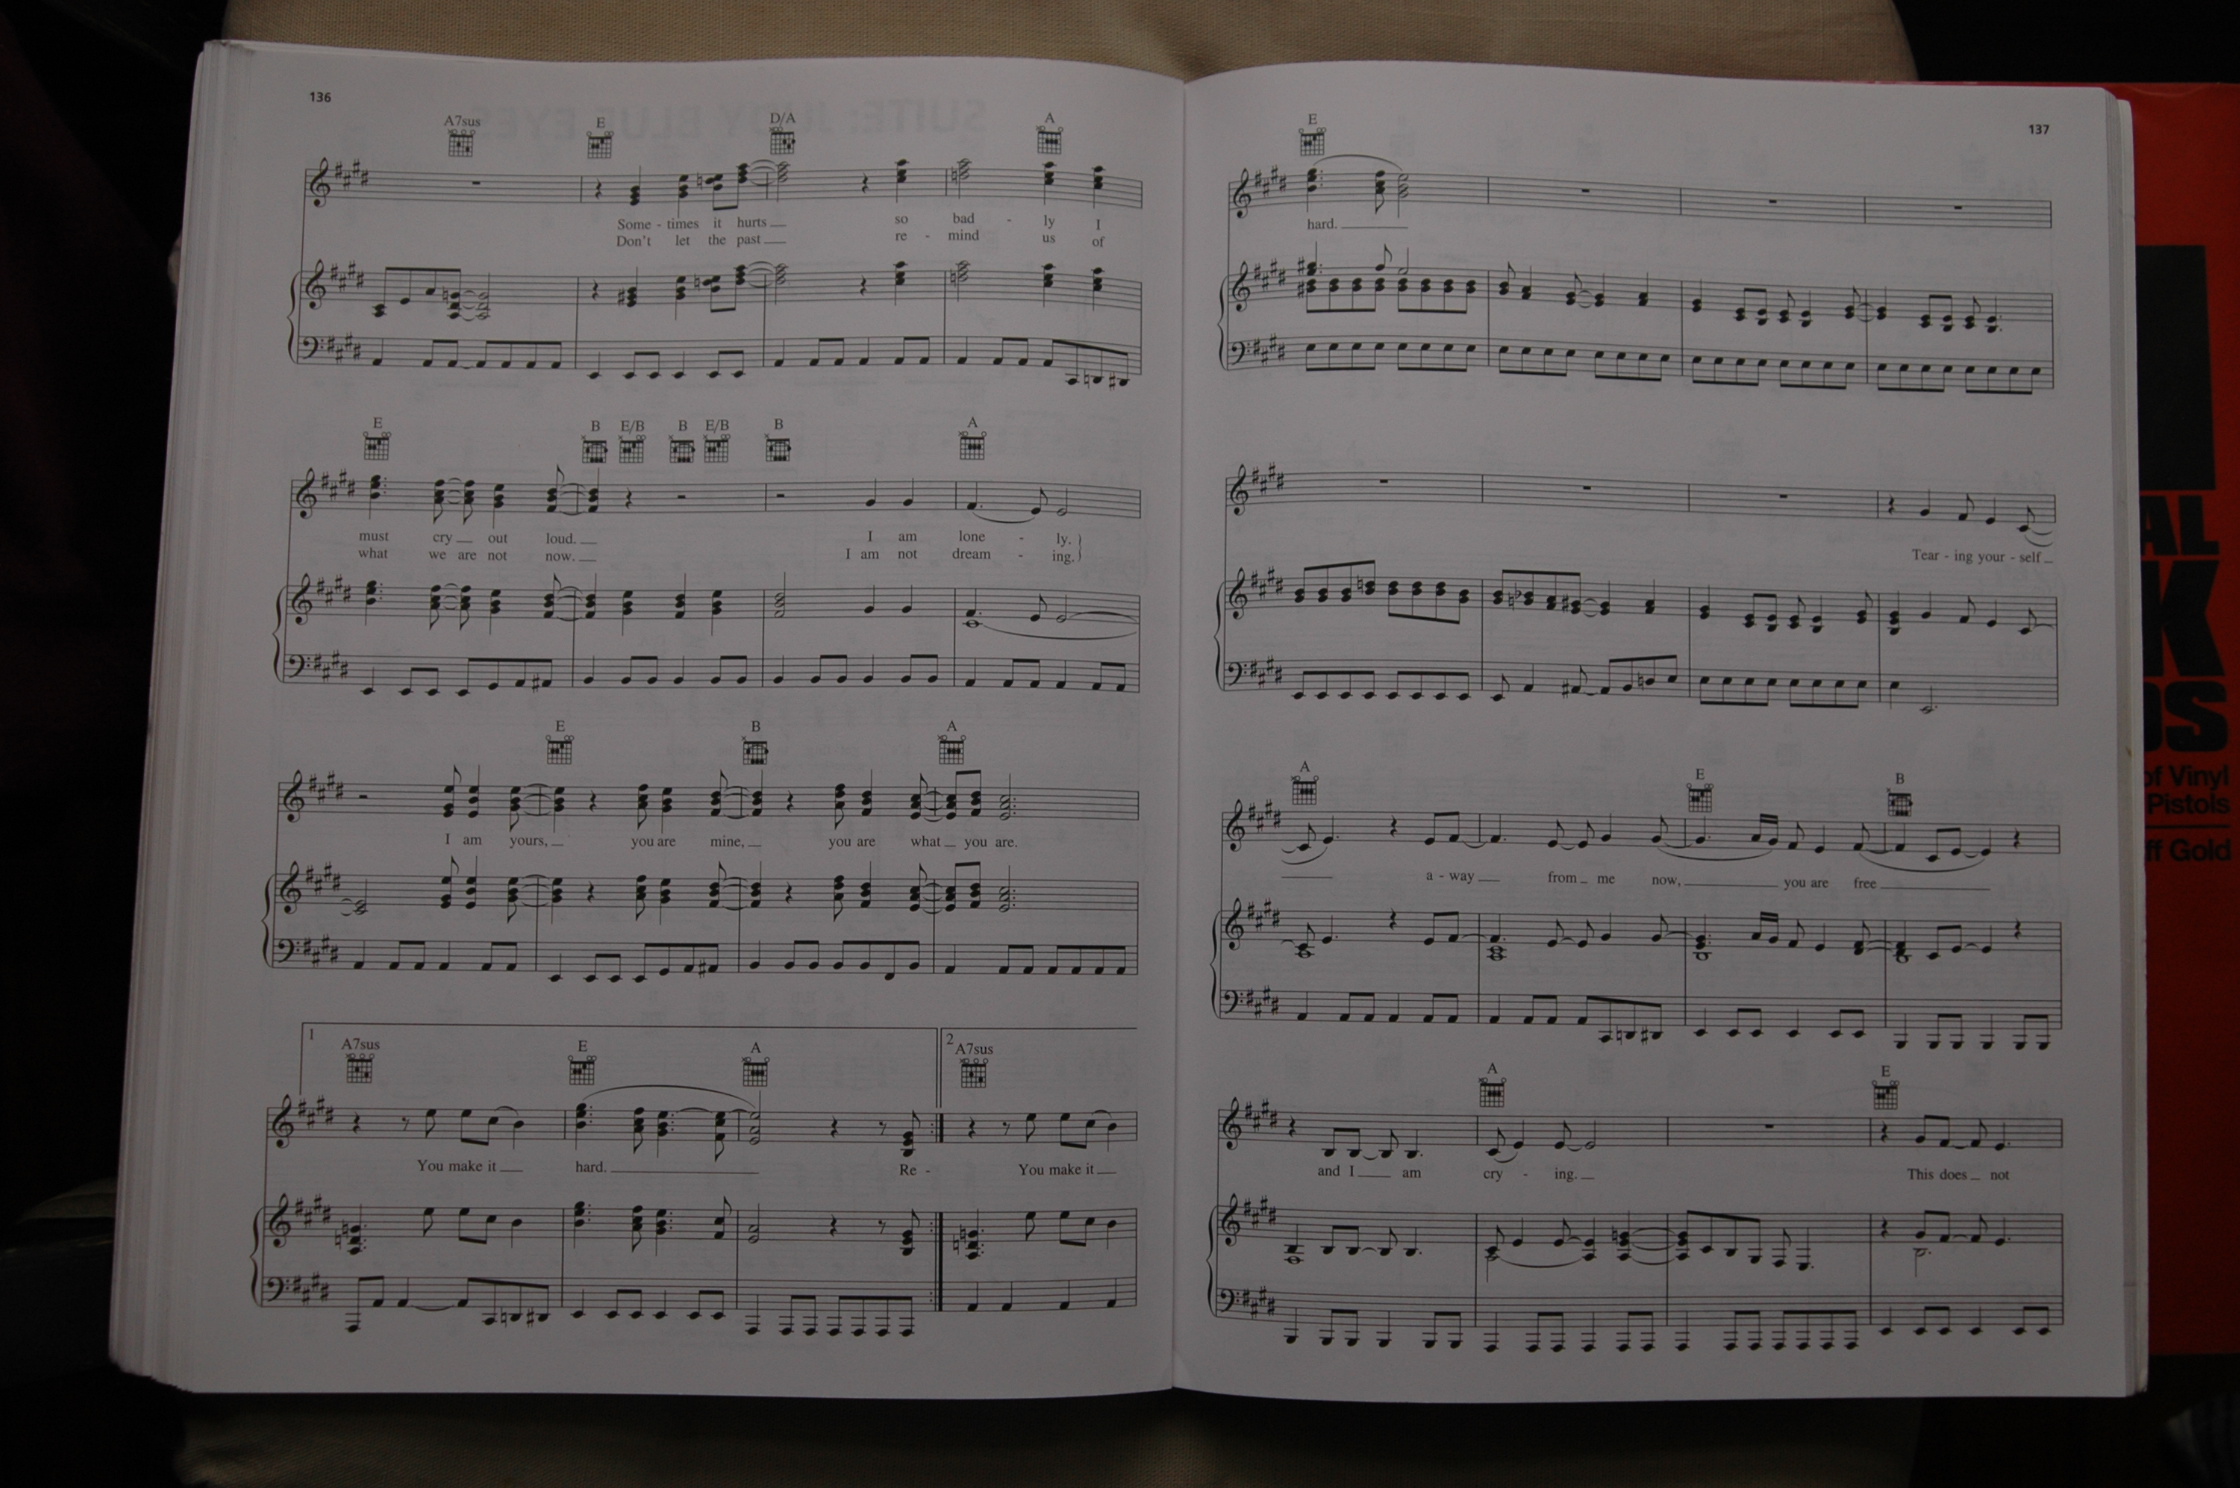 136
A7sus E D/A A
Some - times it hurts so bad - ly I
Don't let the past re - mind us of
E B E/B B E/B B A
must cry out loud. I am lone - ly.
what we are not now. I am not dream - ing.
E B A
I am yours, you are mine, you are what you are.
1 A7sus E A 2 A7sus
You make it hard. Re - You make it
137
E
hard.
Tear - ing your - self
A E B
a - way from me now, you are free
A E
and I am cry - ing. This does not
SUITE: JUDY BLUE EYES
of Vinyl
Pistols
ff Gold